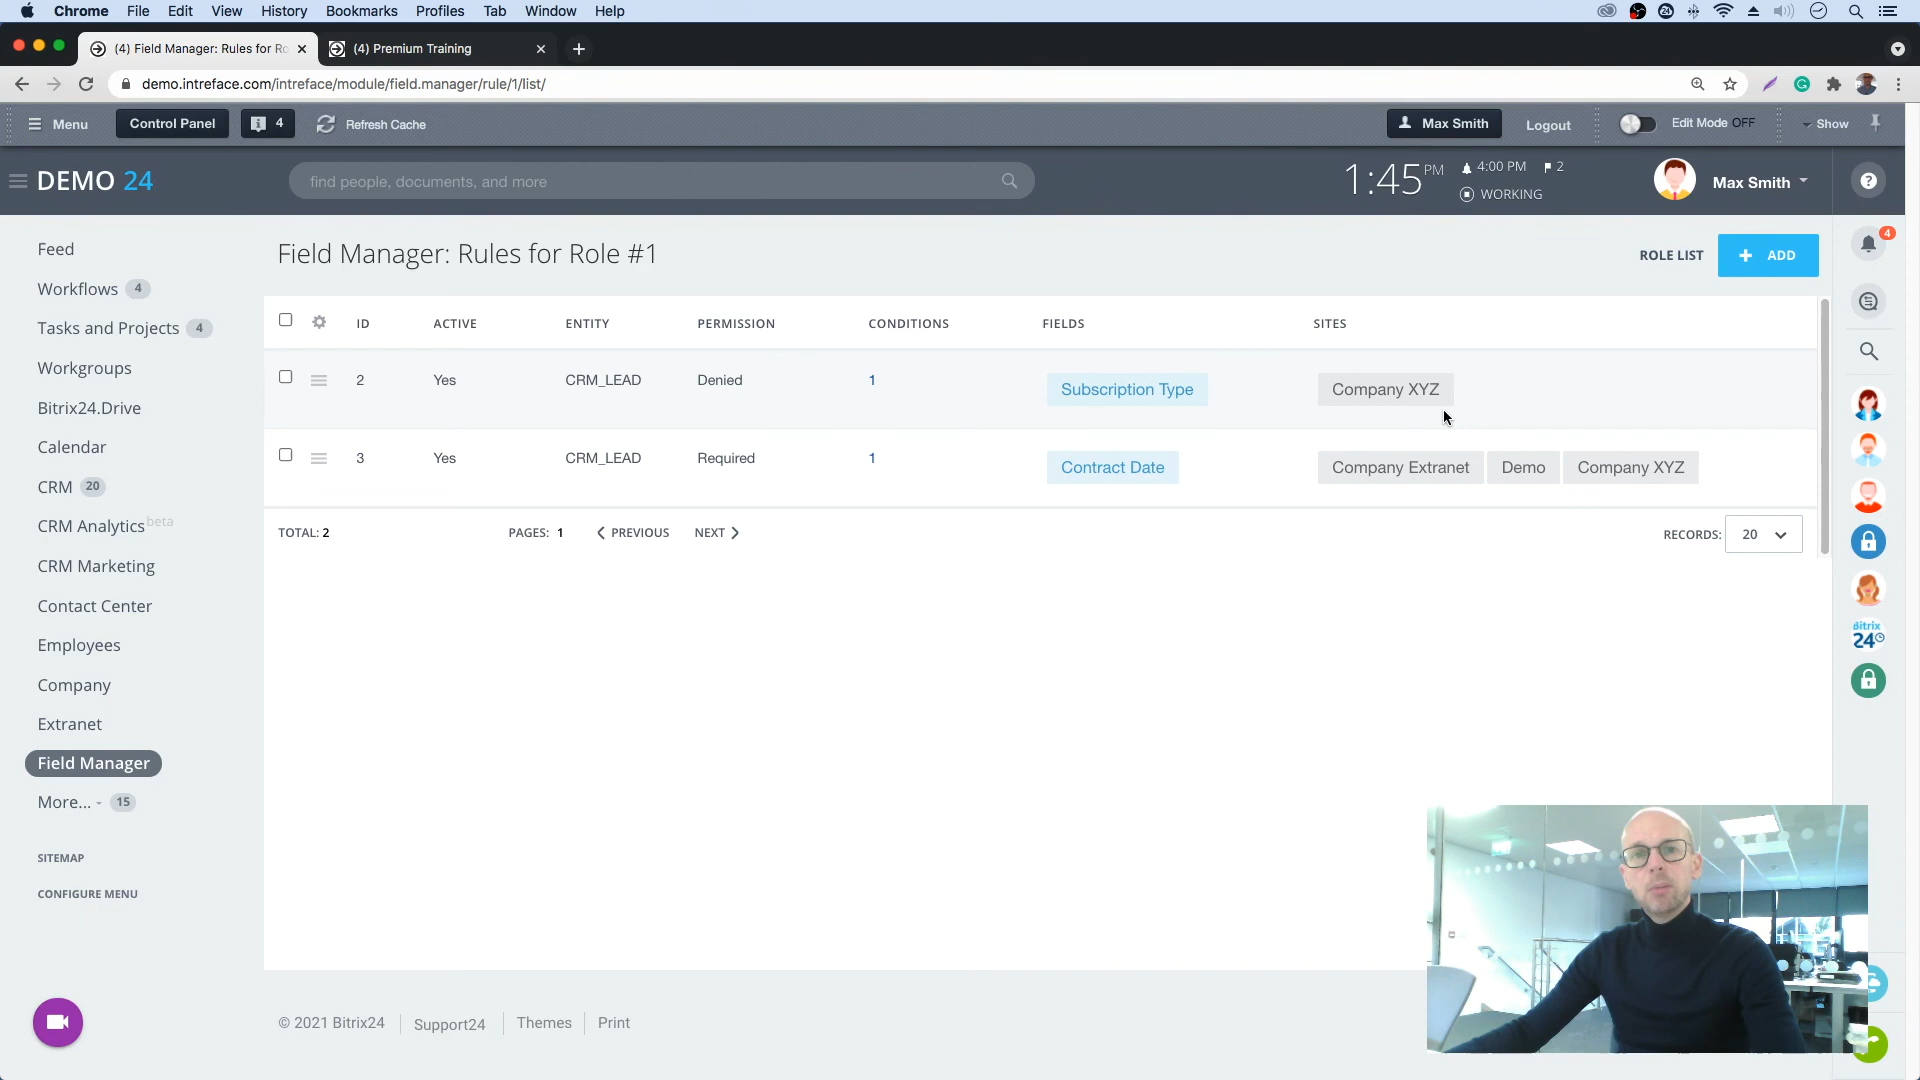 Chrome File Edit View History Bookmarks Profiles Tab Window Help
(4) Field Manager: Rules for Ro
(4) Premium Training
demo.intreface.com/intreface/module/field.manager/rule/1/list/
Menu Control Panel 4 Refresh Cache Max Smith Logout Edit Mode OFF Show
DEMO 24 find people, documents, and more 1:45 PM 4:00 PM 2 WORKING Max Smith ?
Feed
Workflows 4
Tasks and Projects 4
Workgroups
Bitrix24.Drive
Calendar
CRM 20
CRM Analytics beta
CRM Marketing
Contact Center
Employees
Company
Extranet
Field Manager
More... 15
SITEMAP
CONFIGURE MENU
Field Manager: Rules for Role #1
ROLE LIST + ADD
ID ACTIVE ENTITY PERMISSION CONDITIONS FIELDS SITES
2 Yes CRM_LEAD Denied 1 Subscription Type Company XYZ
3 Yes CRM_LEAD Required 1 Contract Date Company Extranet Demo Company XYZ
TOTAL: 2 PAGES: 1 PREVIOUS NEXT RECORDS: 20
4
Bitrix
24
© 2021 Bitrix24 Support24 Themes Print